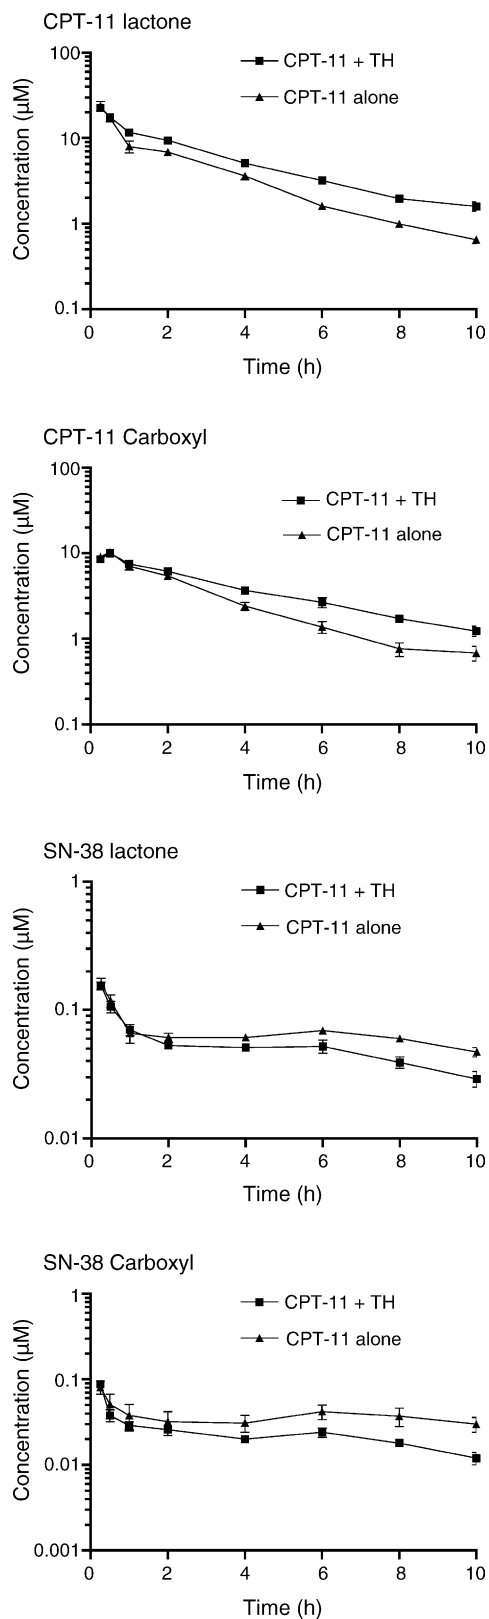 CPT-11 lactone
100
CPT-11 + TH
CPT-11 alone
10
1
0.1
Concentration (μM)
0 2 4 6 8 10
Time (h)
CPT-11 Carboxyl
100
CPT-11 + TH
CPT-11 alone
10
1
0.1
Concentration (μM)
0 2 4 6 8 10
Time (h)
SN-38 lactone
1
CPT-11 + TH
CPT-11 alone
0.1
0.01
Concentration (μM)
0 2 4 6 8 10
Time (h)
SN-38 Carboxyl
1
CPT-11 + TH
CPT-11 alone
0.1
0.01
0.001
Concentration (μM)
0 2 4 6 8 10
Time (h)